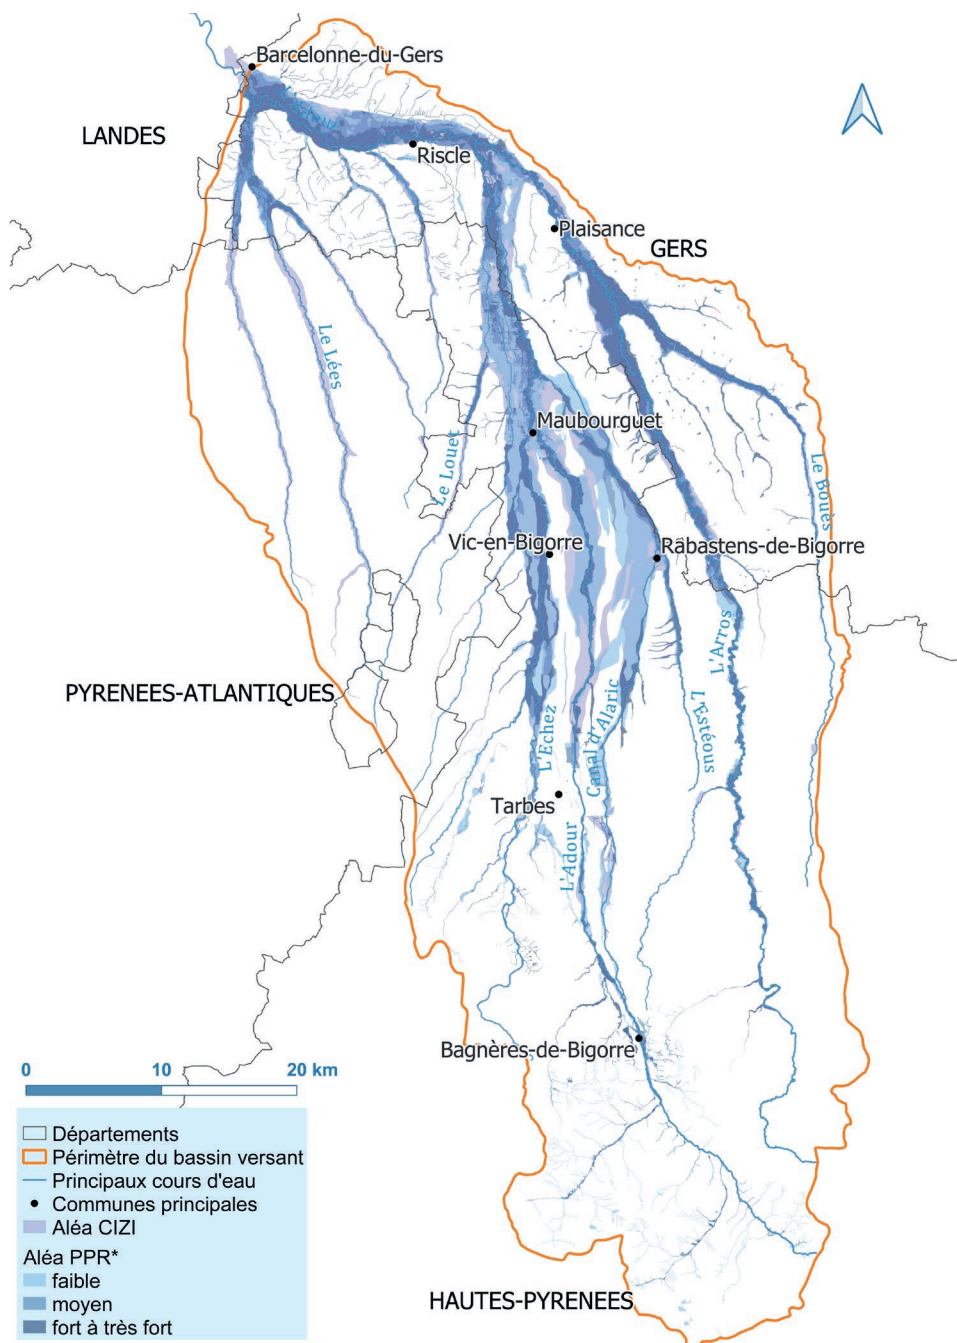 Barcelonne-du-Gers
LANDES
L'Adour
Riscle
Plaisance
GERS
Le Lées
Maubourguet
Le Louet
Le Bouès
Vic-en-Bigorre
Rabastens-de-Bigorre
L'Arros
PYRENEES-ATLANTIQUES
L'Estéous
L'Echez
Canal d'Alaric
Tarbes
L'Adour
Bagnères-de-Bigorre
0 10 20 km
Départements
Périmètre du bassin versant
Principaux cours d'eau
Communes principales
Aléa CIZI
Aléa PPR*
faible
moyen
fort à très fort
HAUTES-PYRENEES